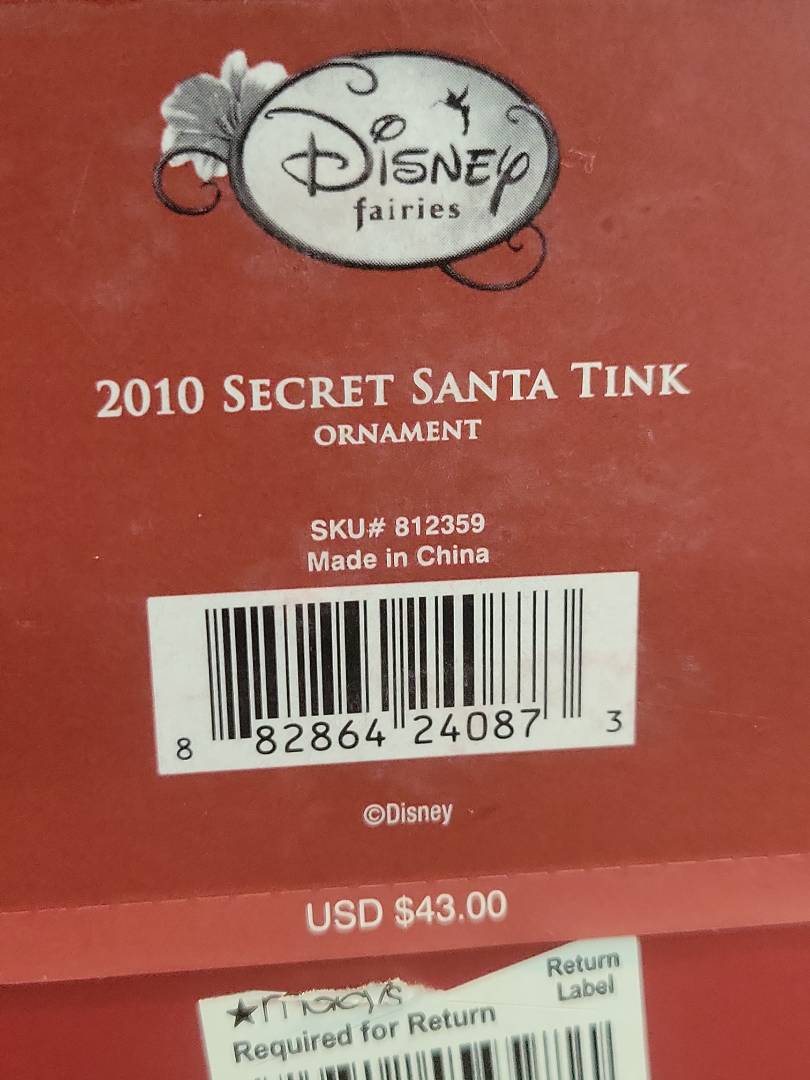 Disney
fairies
2010 SECRET SANTA TINK
ORNAMENT
SKU# 812359
Made in China
8 82864 24087 3
©Disney
USD $43.00
★macy's
Return
Label
Required for Return